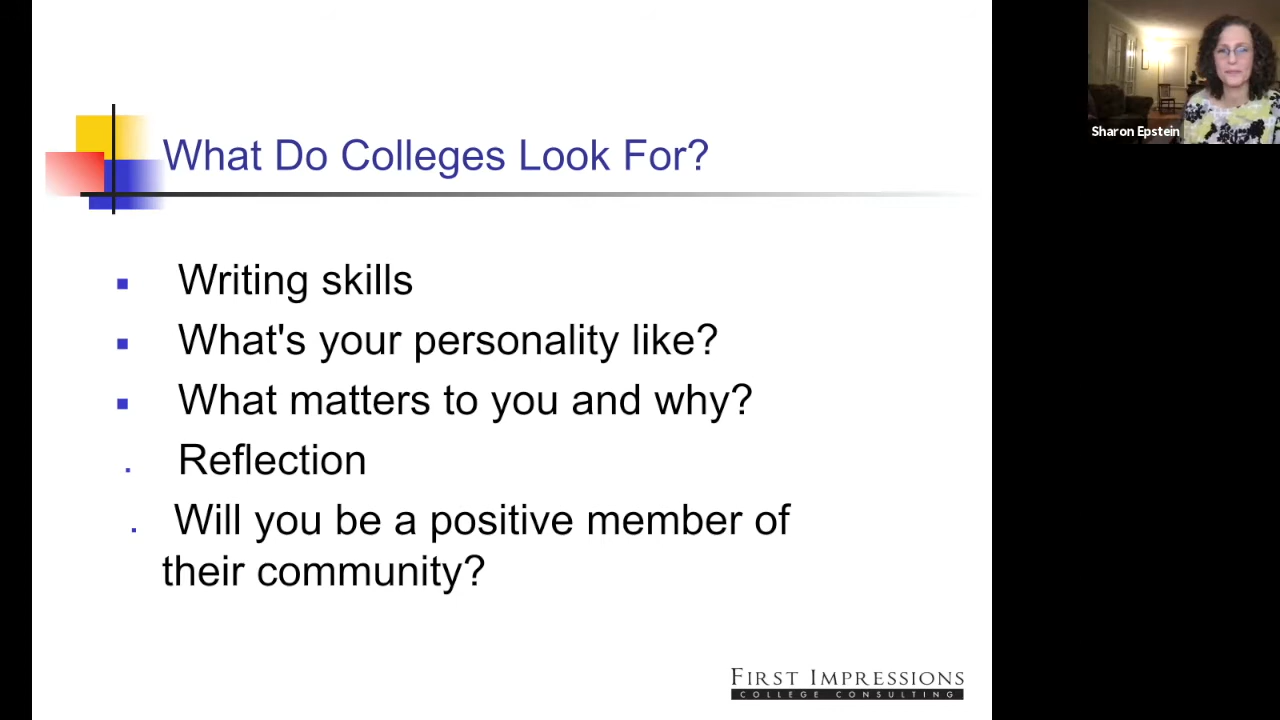 What Do Colleges Look For?
Writing skills
What's your personality like?
What matters to you and why?
Reflection
Will you be a positive member of
their community?
FIRST IMPRESSIONS
COLLEGE CONSULTING
Sharon Epstein